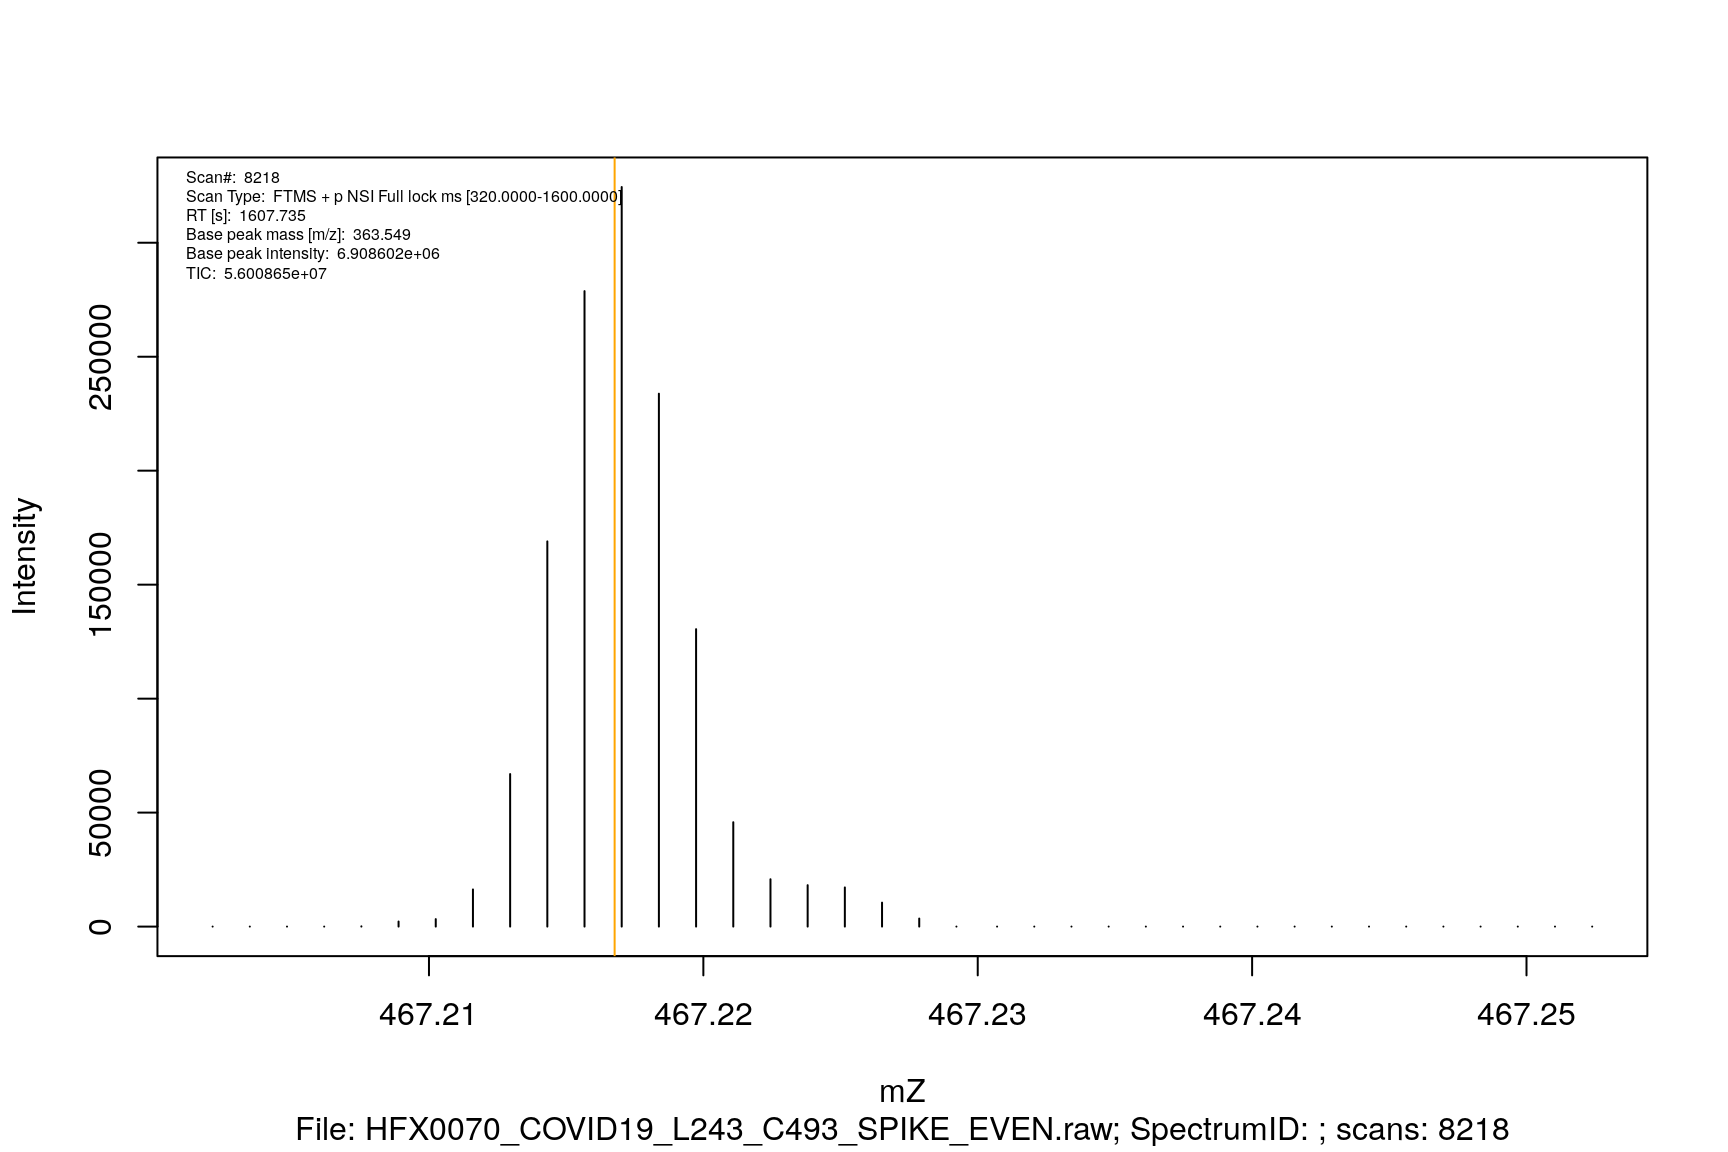 Scan#: 8218
Scan Type: FTMS + p NSI Full lock ms [320.0000-1600.0000]
RT [s]: 1607.735
Base peak mass [m/z]: 363.549
Base peak intensity: 6.908602e+06
TIC: 5.600865e+07
250000
150000
50000
0
Intensity
467.21 467.22 467.23 467.24 467.25
mZ
File: HFX0070_COVID19_L243_C493_SPIKE_EVEN.raw; SpectrumID: ; scans: 8218